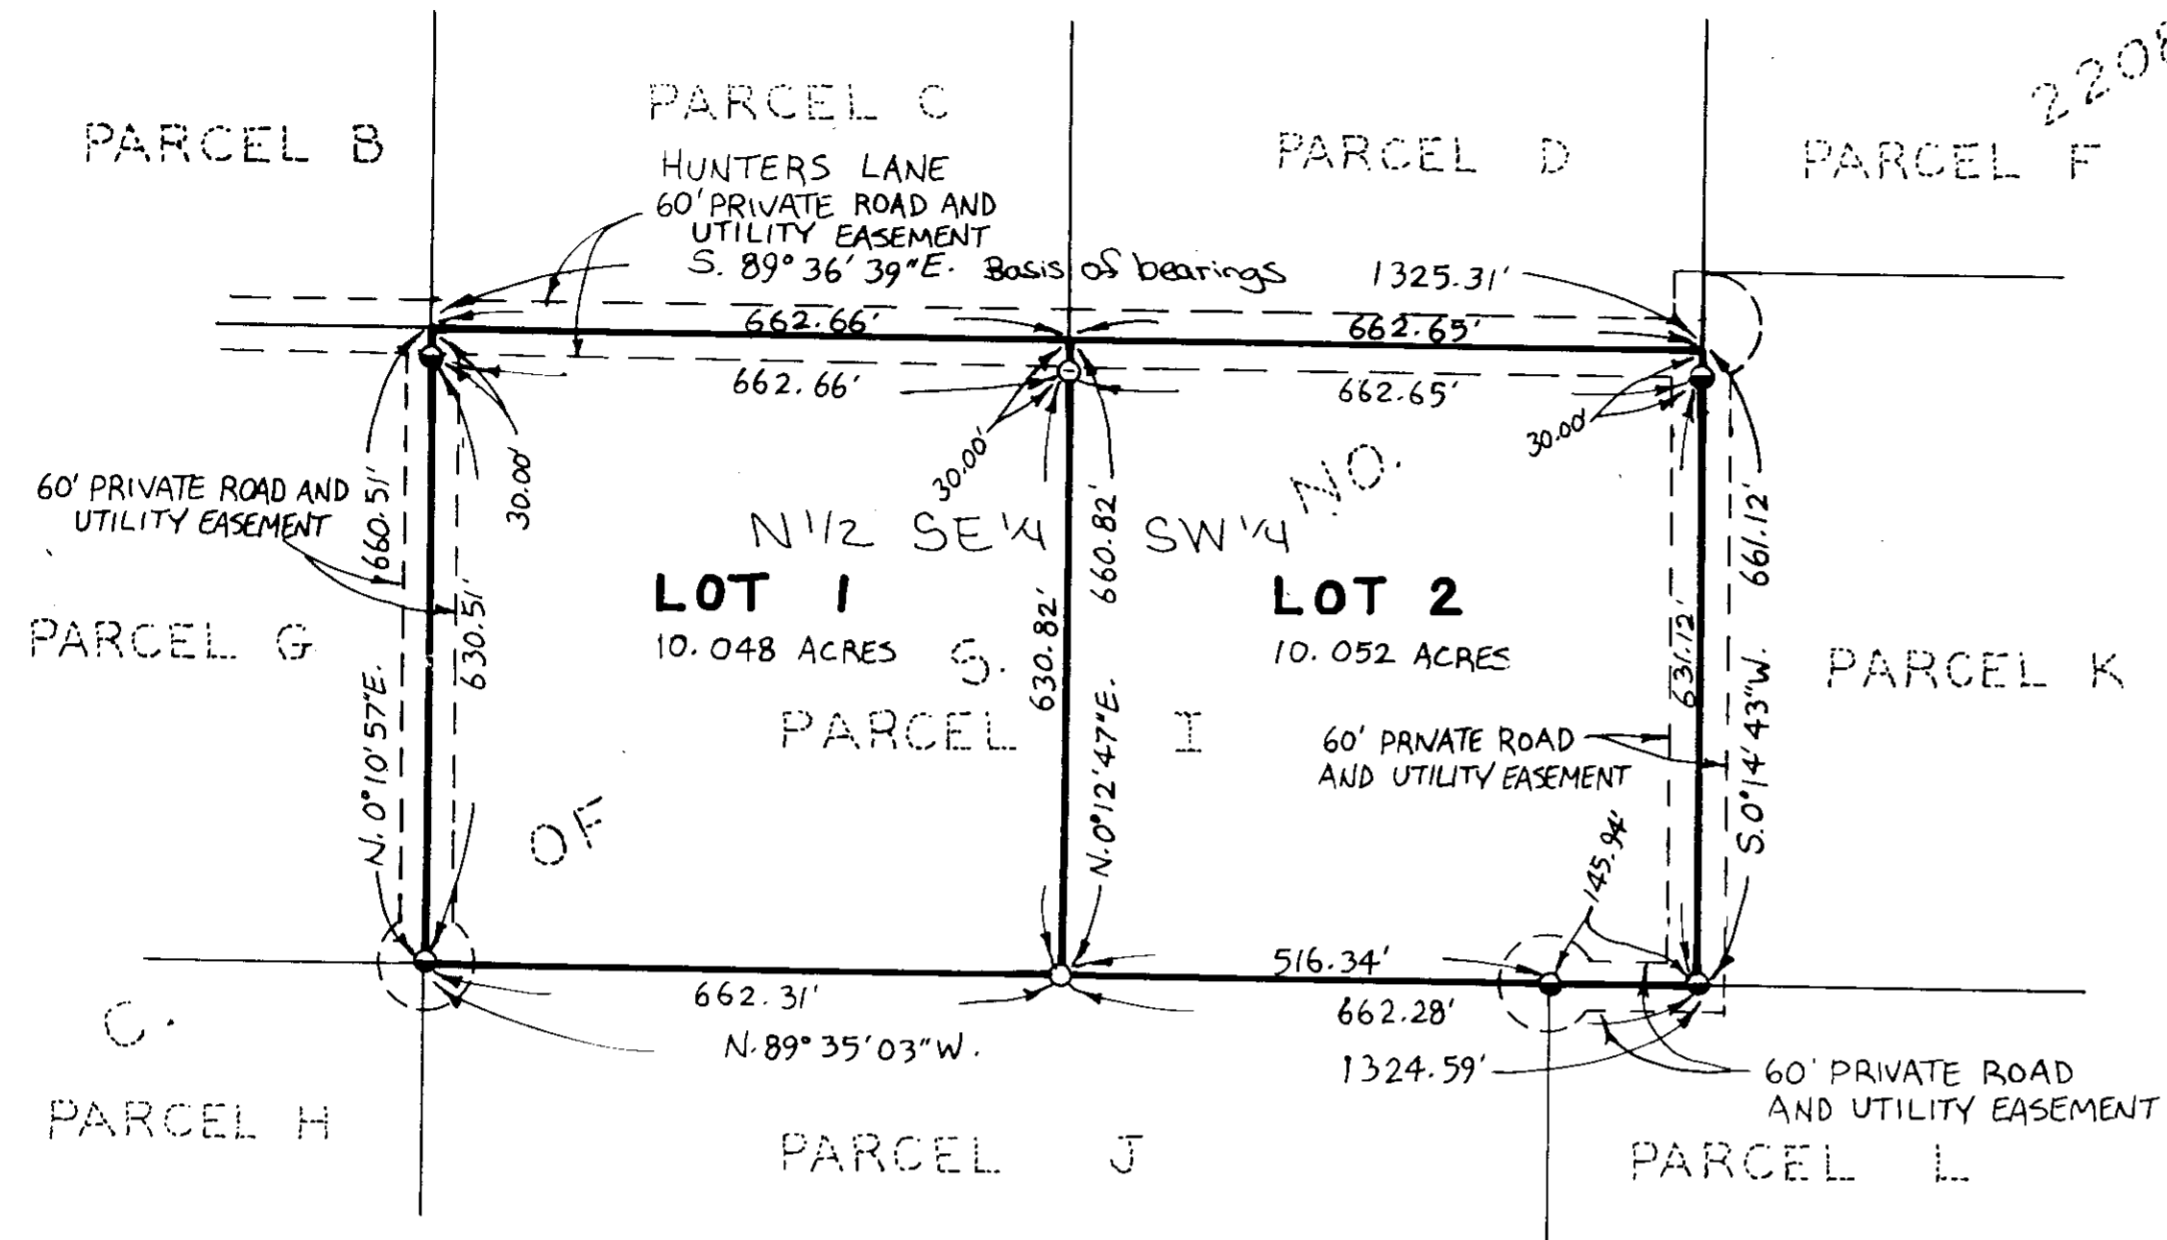 220
PARCEL B
PARCEL C
PARCEL D
PARCEL F
HUNTERS LANE
60' PRIVATE ROAD AND
UTILITY EASEMENT
S. 89° 36' 39"E. Basis of bearings
1325.31'
662.66'
662.65'
662.66'
662.65'
30.00'
30.00'
30.00'
60' PRIVATE ROAD AND
UTILITY EASEMENT
660.51'
N. 0° 10' 57"E.
630.51'
N 1/2 SE 1/4 SW 1/4
NO.
LOT 1
10.048 ACRES
S.
630.82'
660.82'
N. 0° 12' 47"E.
LOT 2
10.052 ACRES
631.12'
661.12'
S. 0° 14' 43"W.
PARCEL G
PARCEL I
PARCEL K
60' PRIVATE ROAD
AND UTILITY EASEMENT
OF
145.94'
516.34'
662.31'
662.28'
N. 89° 35' 03"W.
1324.59'
60' PRIVATE ROAD
AND UTILITY EASEMENT
C.
PARCEL H
PARCEL J
PARCEL L